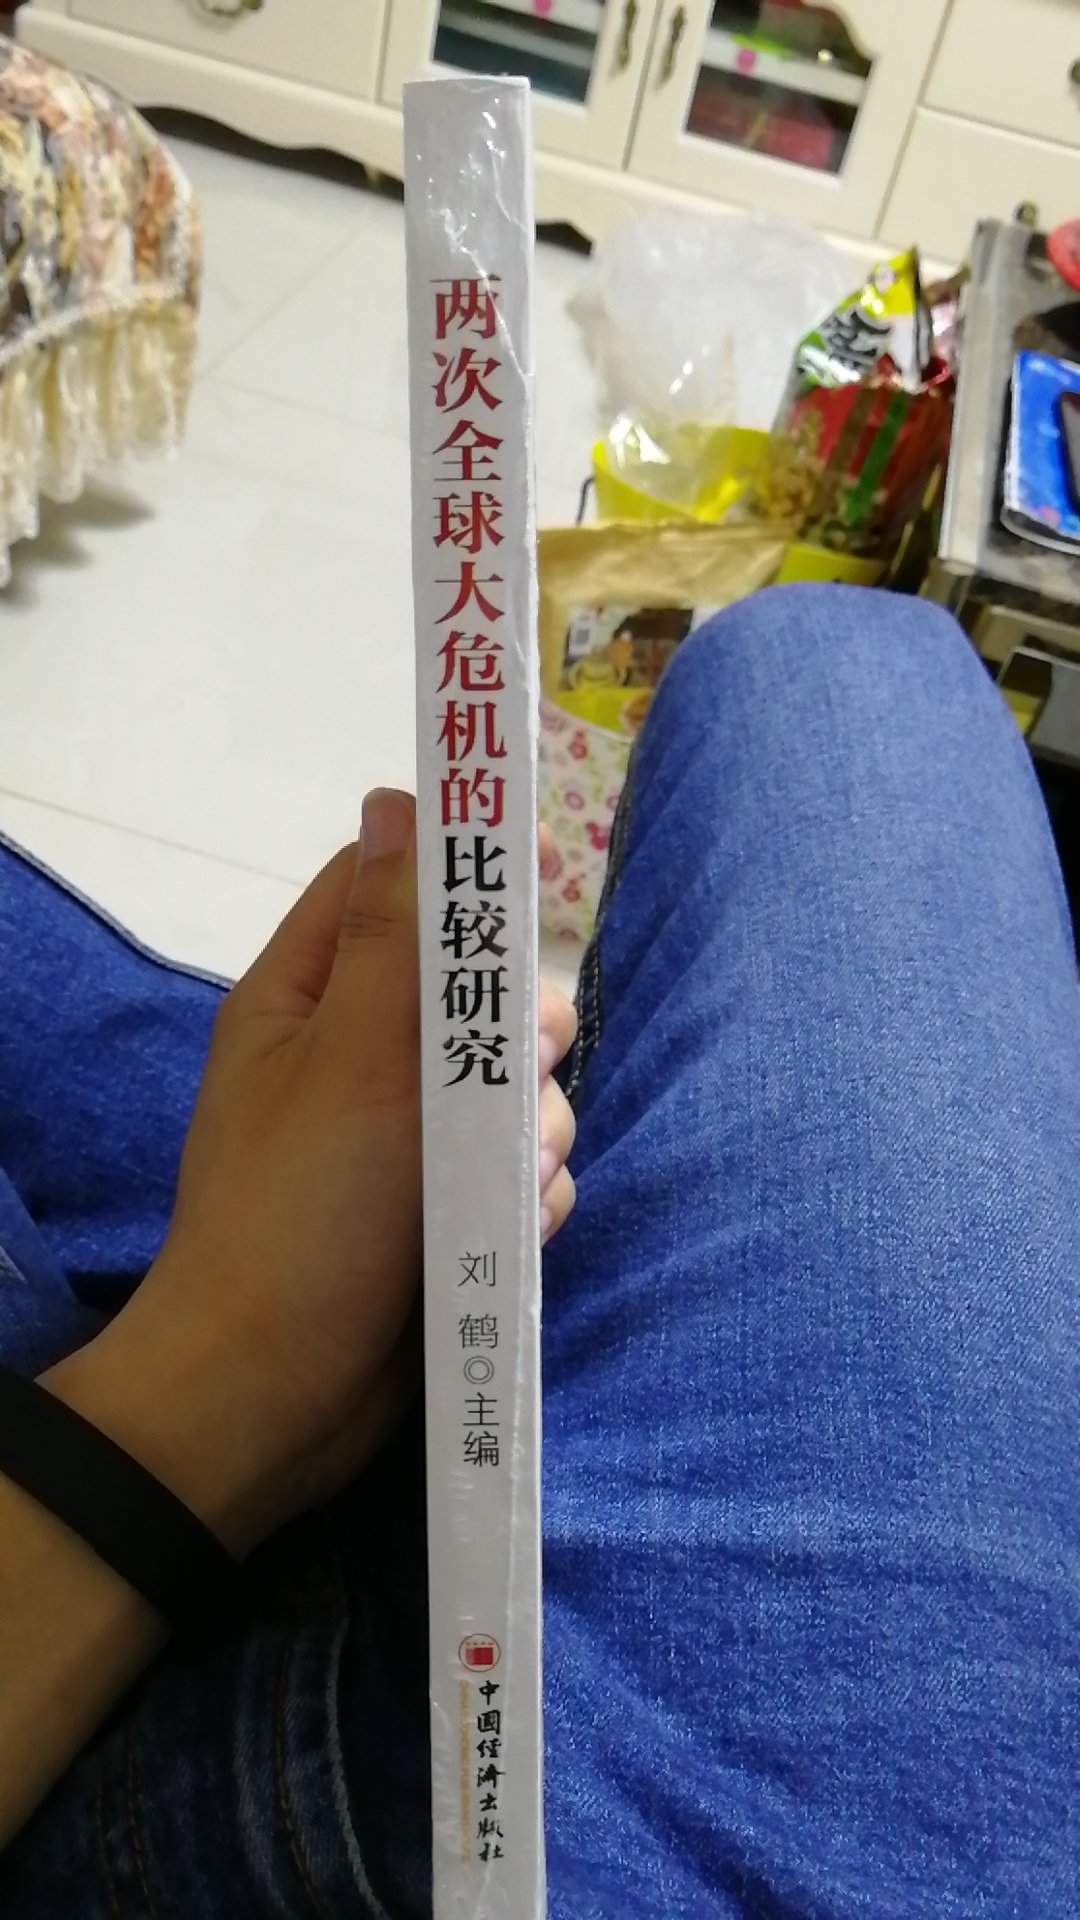 两次全球大危机的比较研究
刘 鹤◎主编
中国经济出版社